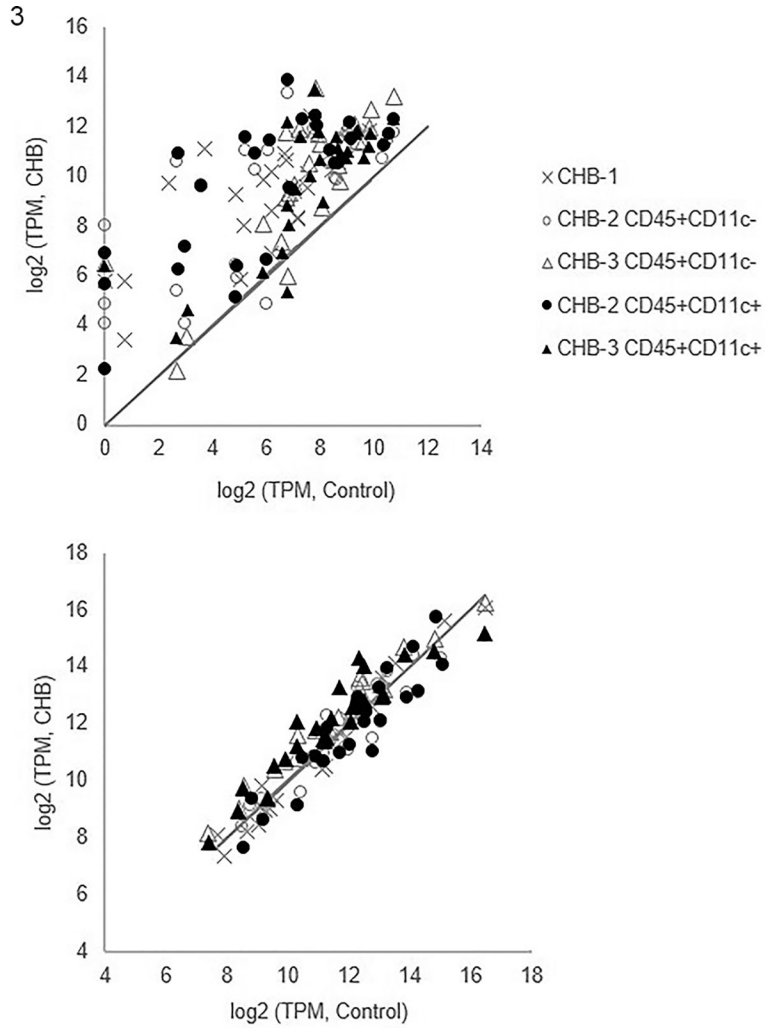 3
16
14
12
10
8
6
4
2
0
log2 (TPM, CHB)
0 2 4 6 8 10 12 14
log2 (TPM, Control)
CHB-1
CHB-2 CD45+CD11c-
CHB-3 CD45+CD11c-
CHB-2 CD45+CD11c+
CHB-3 CD45+CD11c+
18
16
14
12
10
8
6
4
log2 (TPM, CHB)
4 6 8 10 12 14 16 18
log2 (TPM, Control)